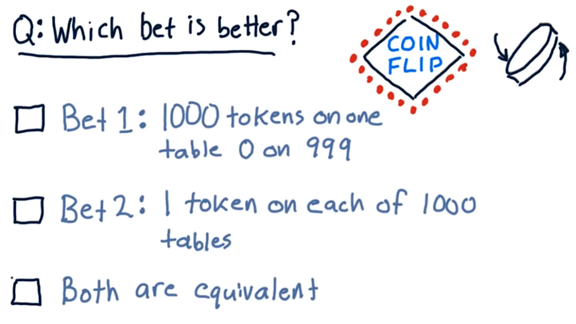 Q: Which bet is better?
COIN
FLIP
Bet 1: 1000 tokens on one
table 0 on 999
Bet 2: 1 token on each of 1000
tables
Both are equivalent